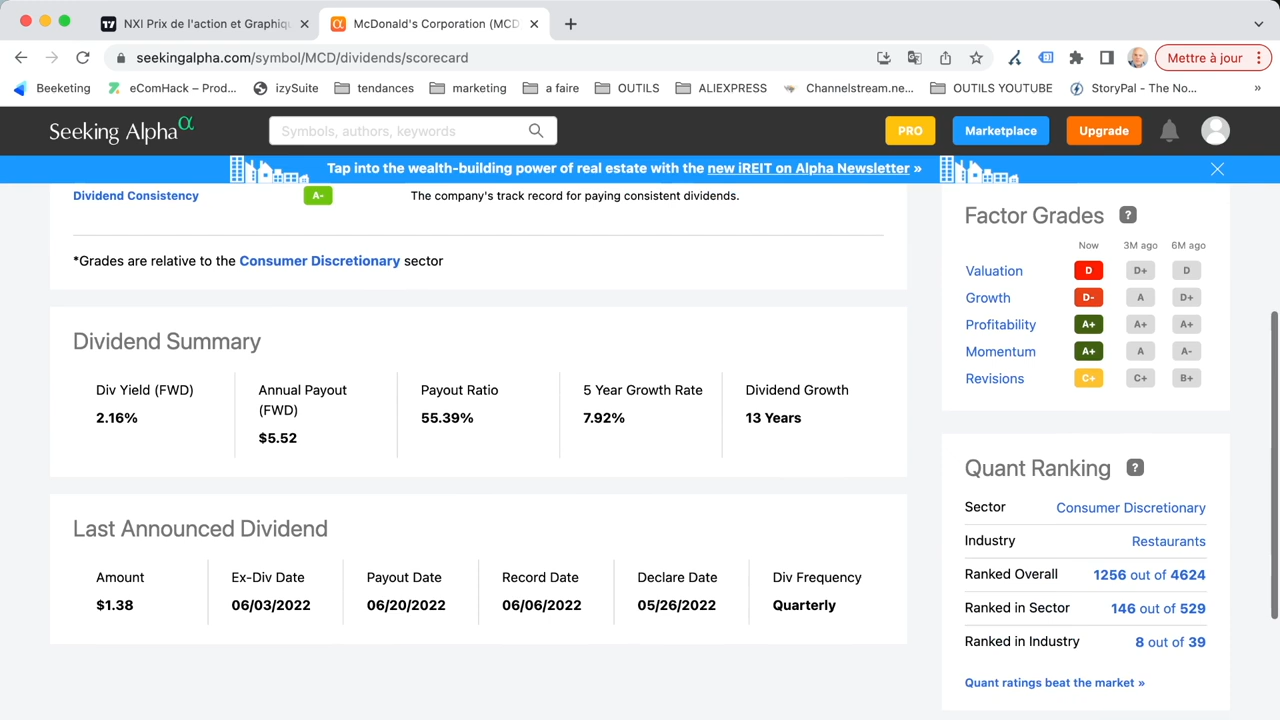 NXI Prix de l'action et Graphiqu
McDonald's Corporation (MCD
seekingalpha.com/symbol/MCD/dividends/scorecard
Mettre à jour
Beeketing
eComHack – Prod...
izySuite
tendances
marketing
a faire
OUTILS
ALIEXPRESS
Channelstream.ne...
OUTILS YOUTUBE
StoryPal - The No...
»
Seeking Alpha α
Symbols, authors, keywords
PRO
Marketplace
Upgrade
Tap into the wealth-building power of real estate with the new iREIT on Alpha Newsletter »
Dividend Consistency
A-
The company's track record for paying consistent dividends.
*Grades are relative to the Consumer Discretionary sector
Dividend Summary
Div Yield (FWD)
2.16%
Annual Payout
(FWD)
$5.52
Payout Ratio
55.39%
5 Year Growth Rate
7.92%
Dividend Growth
13 Years
Last Announced Dividend
Amount
$1.38
Ex-Div Date
06/03/2022
Payout Date
06/20/2022
Record Date
06/06/2022
Declare Date
05/26/2022
Div Frequency
Quarterly
Factor Grades ?
Now 3M ago 6M ago
Valuation D D+ D
Growth D- A D+
Profitability A+ A+ A+
Momentum A+ A A-
Revisions C+ C+ B+
Quant Ranking ?
Sector Consumer Discretionary
Industry Restaurants
Ranked Overall 1256 out of 4624
Ranked in Sector 146 out of 529
Ranked in Industry 8 out of 39
Quant ratings beat the market »